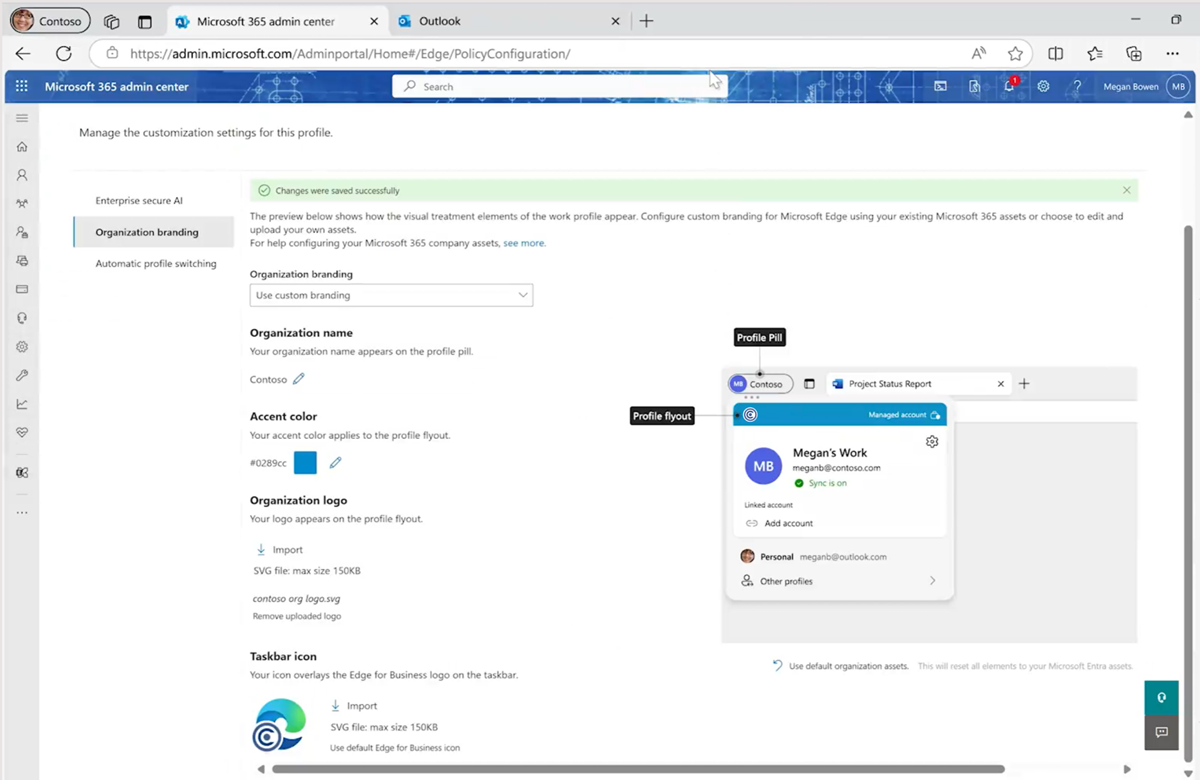 Contoso
Microsoft 365 admin center
Outlook
https://admin.microsoft.com/Adminportal/Home#/Edge/PolicyConfiguration/
Microsoft 365 admin center
Search
1
Megan Bowen
MB
Manage the customization settings for this profile.
Enterprise secure AI
Organization branding
Automatic profile switching
Changes were saved successfully
The preview below shows how the visual treatment elements of the work profile appear. Configure custom branding for Microsoft Edge using your existing Microsoft 365 assets or choose to edit and
upload your own assets.
For help configuring your Microsoft 365 company assets, see more.
Organization branding
Use custom branding
Organization name
Your organization name appears on the profile pill.
Contoso
Accent color
Your accent color applies to the profile flyout.
#0289cc
Organization logo
Your logo appears on the profile flyout.
Import
SVG file: max size 150KB
contoso org logo.svg
Remove uploaded logo
Taskbar icon
Your icon overlays the Edge for Business logo on the taskbar.
Import
SVG file: max size 150KB
Use default Edge for Business icon
Profile Pill
MB Contoso
Project Status Report
Profile flyout
Managed account
MB
Megan's Work
meganb@contoso.com
Sync is on
Linked account
Add account
Personal meganb@outlook.com
Other profiles
Use default organization assets. This will reset all elements to your Microsoft Entra assets.